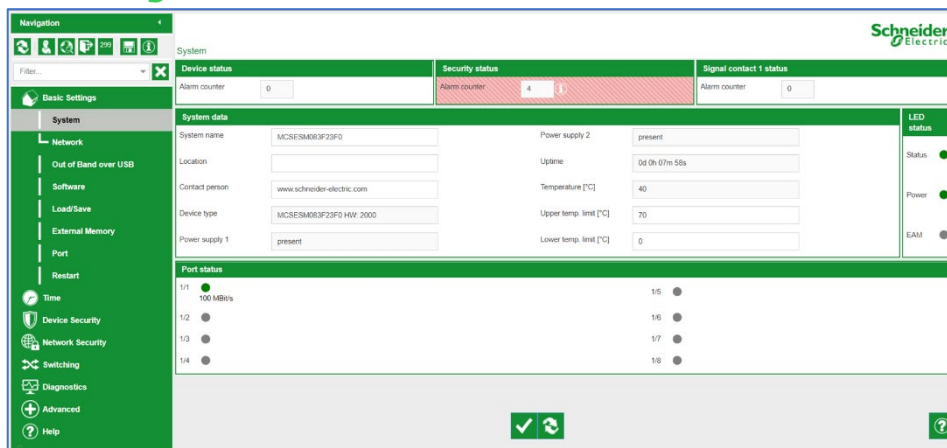 Navigation
299
Filter...
Basic Settings
System
Network
Out of Band over USB
Software
Load/Save
External Memory
Port
Restart
Time
Device Security
Network Security
Switching
Diagnostics
Advanced
Help
Schneider
Electric
System
Device status
Alarm counter 0
Security status
Alarm counter 4
Signal contact 1 status
Alarm counter 0
System data
System name MCSESM083F23F0
Location
Contact person www.schneider-electric.com
Device type MCSESM083F23F0 HW: 2000
Power supply 1 present
Power supply 2 present
Uptime 0d 0h 07m 58s
Temperature [°C] 40
Upper temp. limit [°C] 70
Lower temp. limit [°C] 0
LED
status
Status
Power
EAM
Port status
1/1
100 MBit/s
1/2
1/3
1/4
1/5
1/6
1/7
1/8